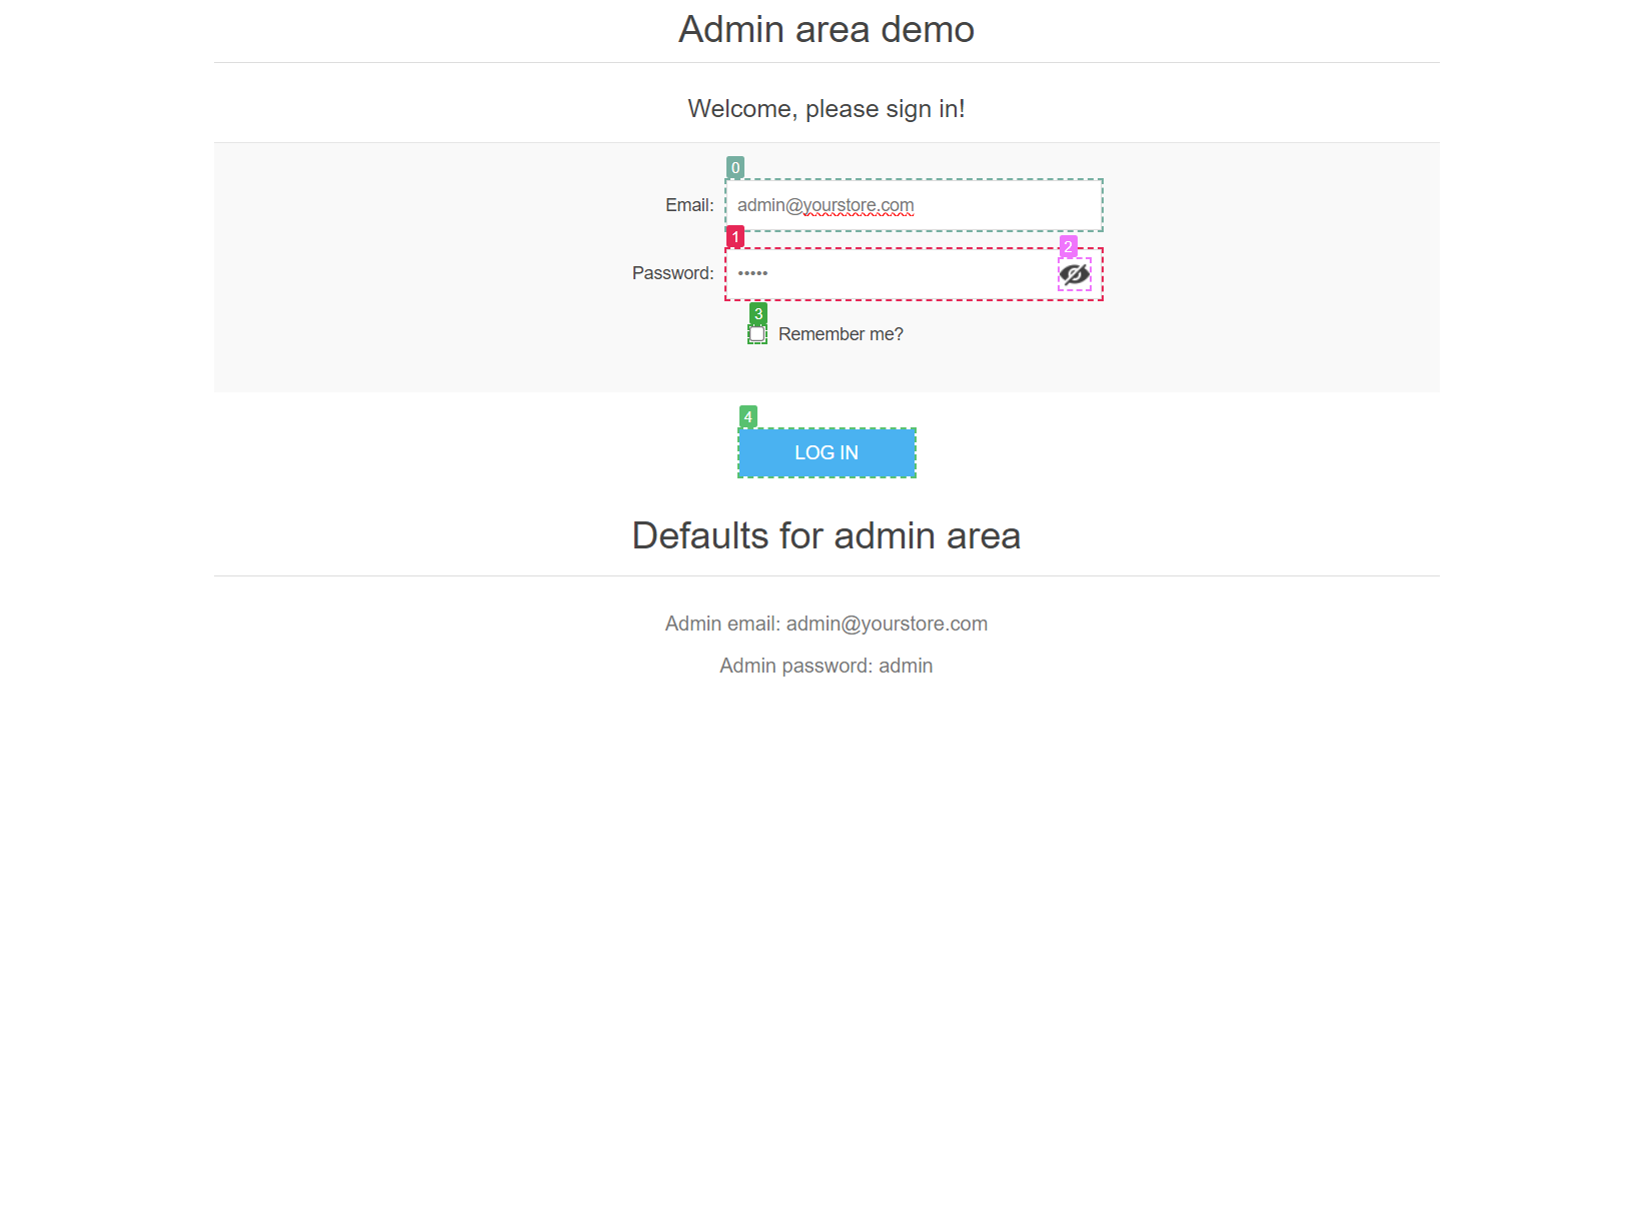 Admin area demo
Welcome, please sign in!
0
Email: admin@yourstore.com
1
2
Password: •••••
3
Remember me?
4
LOG IN
Defaults for admin area
Admin email: admin@yourstore.com
Admin password: admin